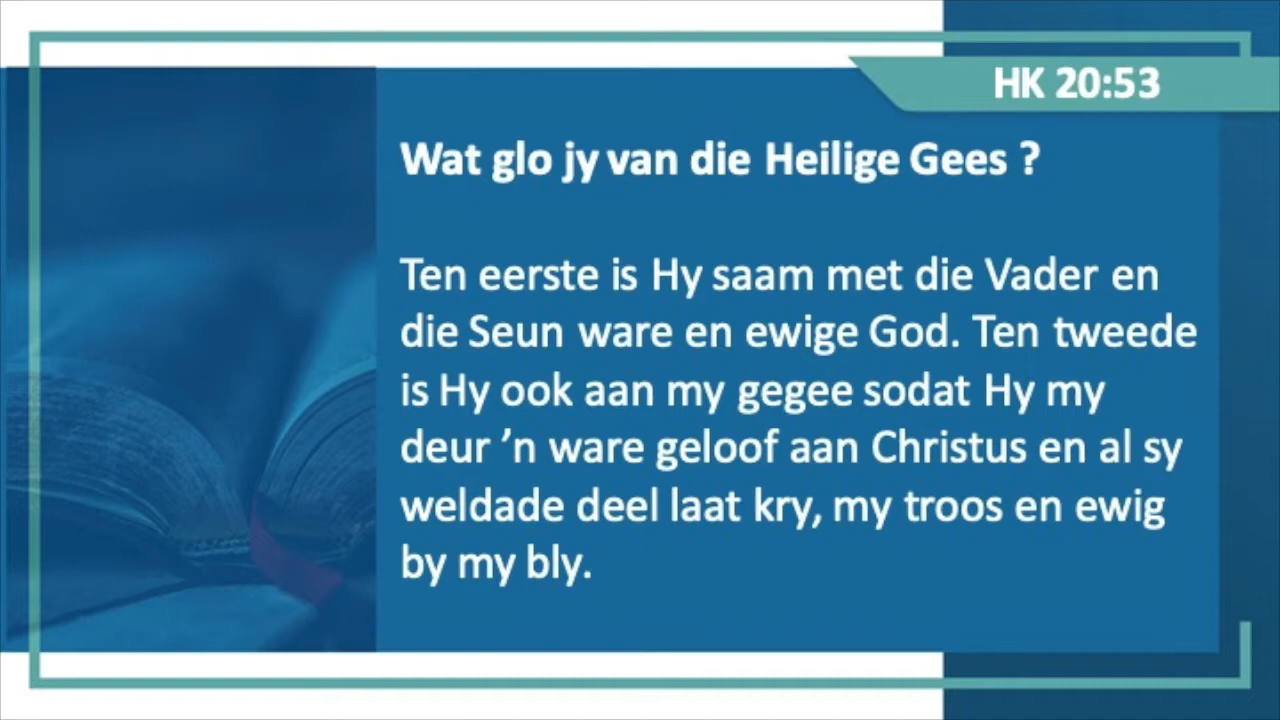 HK 20:53
Wat glo jy van die Heilige Gees ?
Ten eerste is Hy saam met die Vader en
die Seun ware en ewige God. Ten tweede
is Hy ook aan my gegee sodat Hy my
deur ’n ware geloof aan Christus en al sy
weldade deel laat kry, my troos en ewig
by my bly.